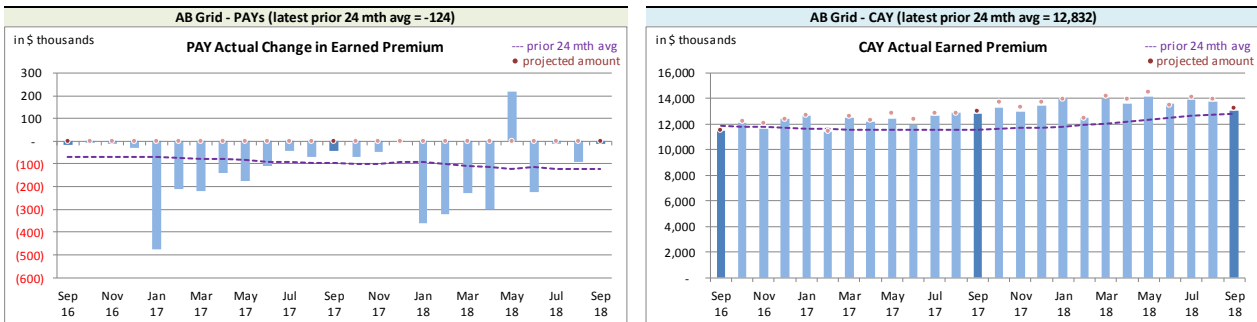 AB Grid - PAYs (latest prior 24 mth avg = -124)
in $ thousands
PAY Actual Change in Earned Premium
--- prior 24 mth avg
• projected amount
300
200
100
-
(100)
(200)
(300)
(400)
(500)
(600)
Sep Nov Jan Mar May Jul Sep Nov Jan Mar May Jul Sep
16 16 17 17 17 17 17 17 18 18 18 18 18
AB Grid - CAY (latest prior 24 mth avg = 12,832)
in $ thousands
CAY Actual Earned Premium
--- prior 24 mth avg
• projected amount
16,000
14,000
12,000
10,000
8,000
6,000
4,000
2,000
-
Sep Nov Jan Mar May Jul Sep Nov Jan Mar May Jul Sep
16 16 17 17 17 17 17 17 18 18 18 18 18